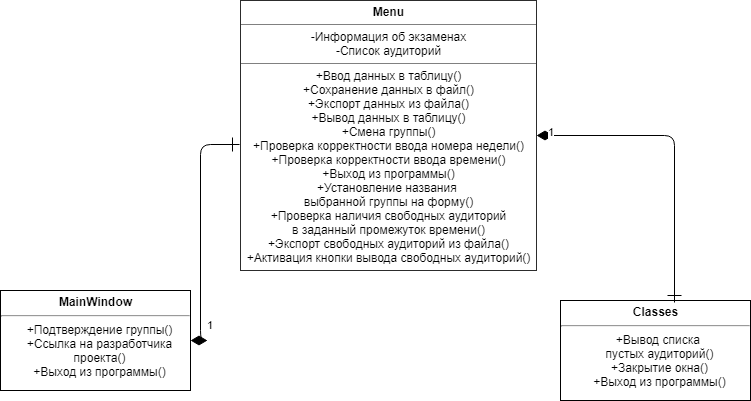 Menu
-Информация об экзаменах
-Список аудиторий
+Ввод данных в таблицу()
+Сохранение данных в файл()
+Экспорт данных из файла()
+Вывод данных в таблицу()
+Смена группы()
+Проверка корректности ввода номера недели()
+Проверка корректности ввода времени()
+Выход из программы()
+Установление названия
выбранной группы на форму()
+Проверка наличия свободных аудиторий
в заданный промежуток времени()
+Экспорт свободных аудиторий из файла()
+Активация кнопки вывода свободных аудиторий()
1
MainWindow
+Подтверждение группы()
+Ссылка на разработчика
проекта()
+Выход из программы()
1
Classes
+Вывод списка
пустых аудиторий()
+Закрытие окна()
+Выход из программы()